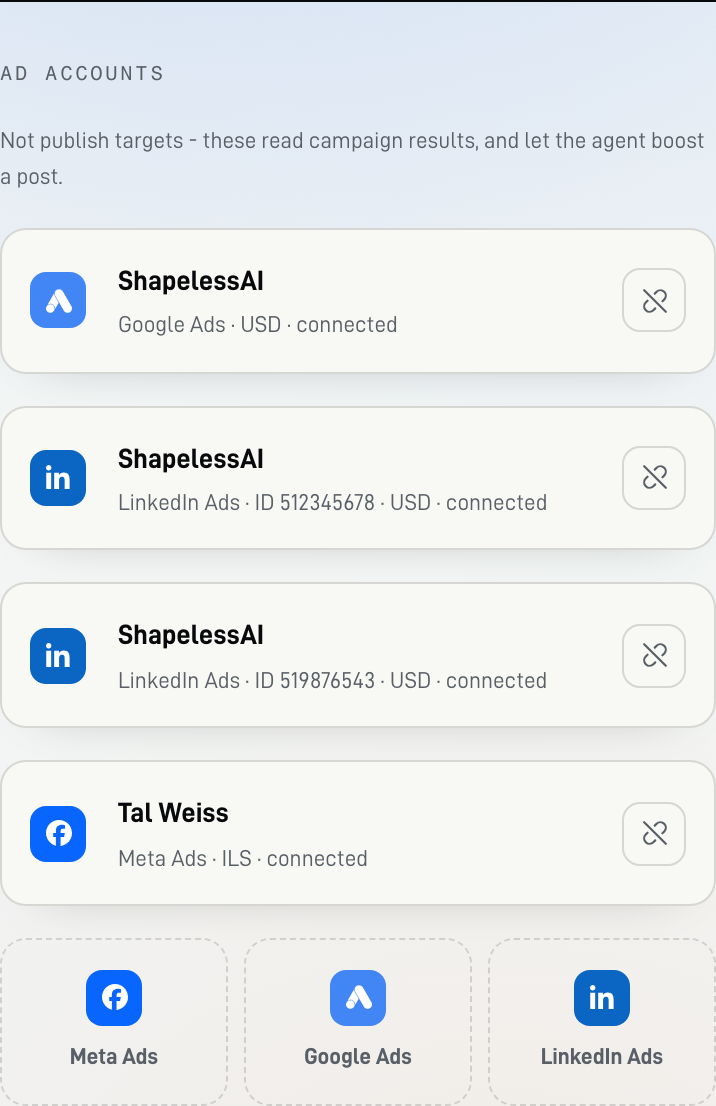 AD ACCOUNTS
Not publish targets - these read campaign results, and let the agent boost
a post.
ShapelessAI
Google Ads · USD · connected
ShapelessAI
LinkedIn Ads · ID 512345678 · USD · connected
ShapelessAI
LinkedIn Ads · ID 519876543 · USD · connected
Tal Weiss
Meta Ads · ILS · connected
Meta Ads
Google Ads
LinkedIn Ads